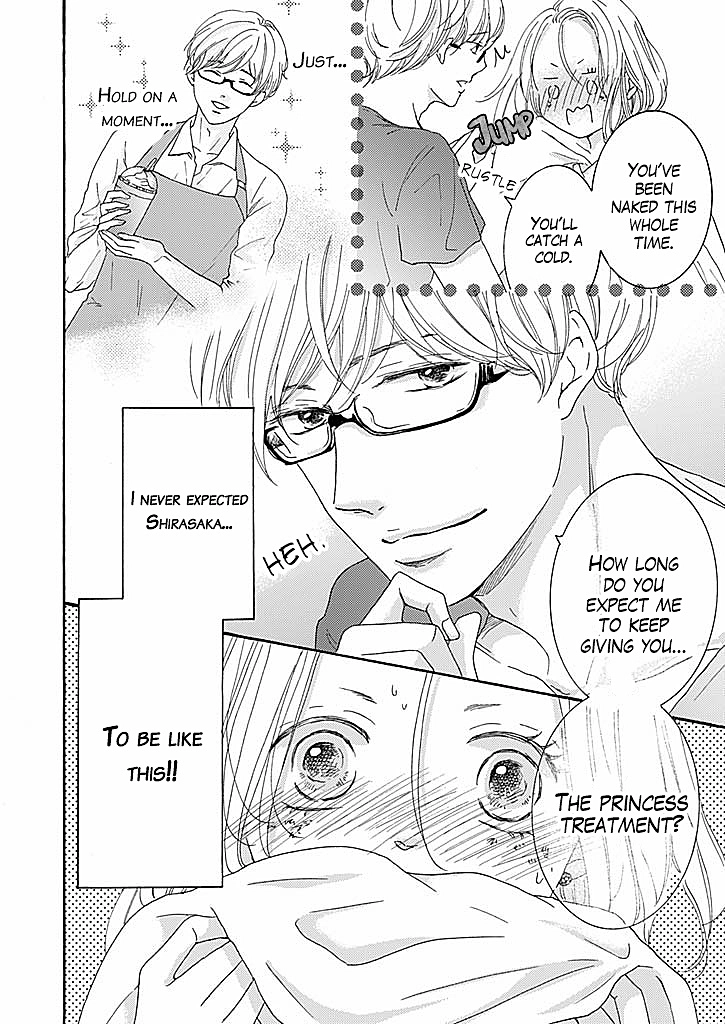 YOU'VE
BEEN
NAKED THIS
WHOLE
TIME.
YOU'LL
CATCH A
COLD.
JUMP
RUSTLE
JUST...
HOLD ON A
MOMENT...
HOW LONG
DO YOU
EXPECT ME
TO KEEP
GIVING YOU...
HEH.
I NEVER EXPECTED
SHIRASAKA...
THE PRINCESS
TREATMENT?
TO BE LIKE
THIS!!